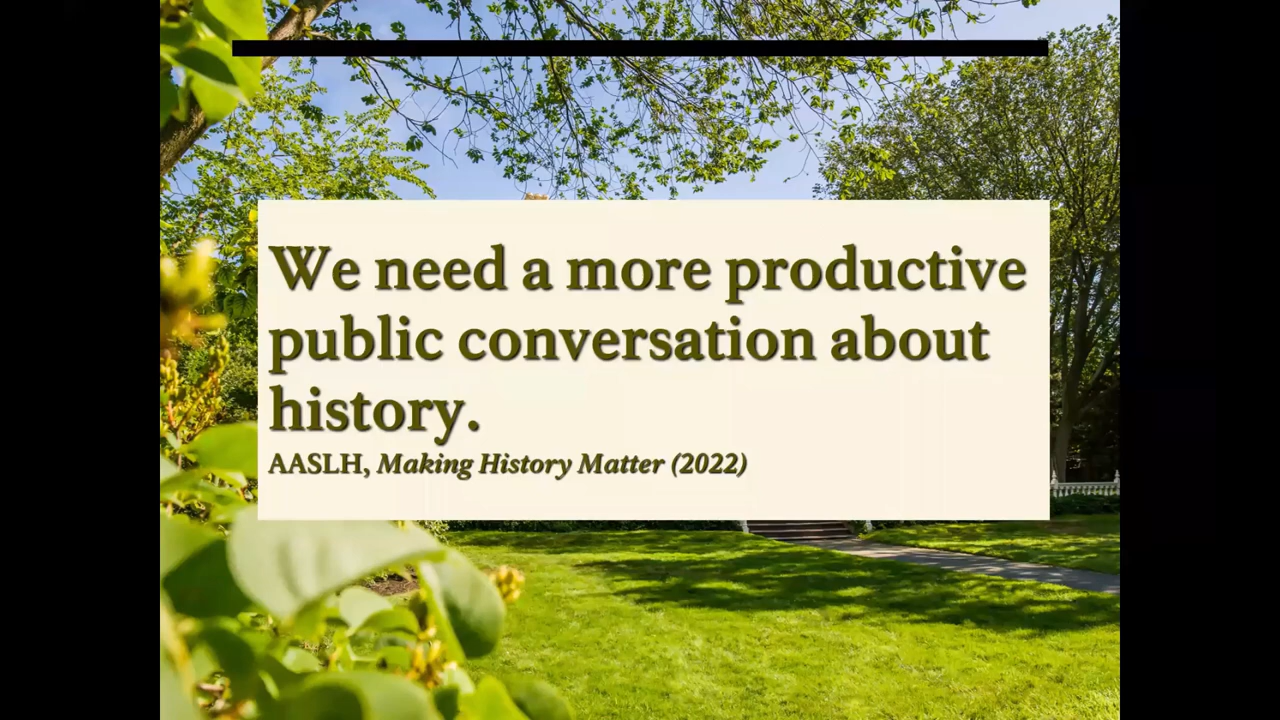 We need a more productive
public conversation about
history.
AASLH, Making History Matter (2022)